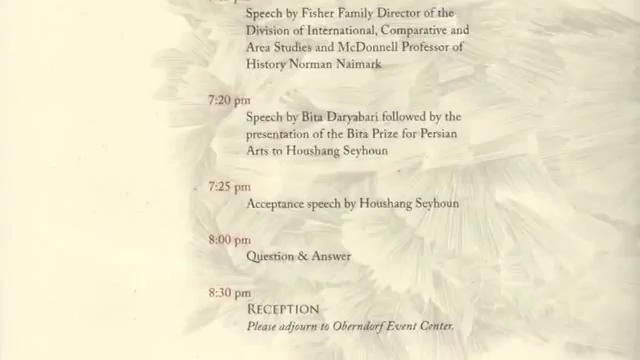 Speech by Fisher Family Director of the
Division of International, Comparative and
Area Studies and McDonnell Professor of
History Norman Naimark
7:20 pm
Speech by Bita Daryabari followed by the
presentation of the Bita Prize for Persian
Arts to Houshang Seyhoun
7:25 pm
Acceptance speech by Houshang Seyhoun
8:00 pm
Question & Answer
8:30 pm
RECEPTION
Please adjourn to Oberndorf Event Center.